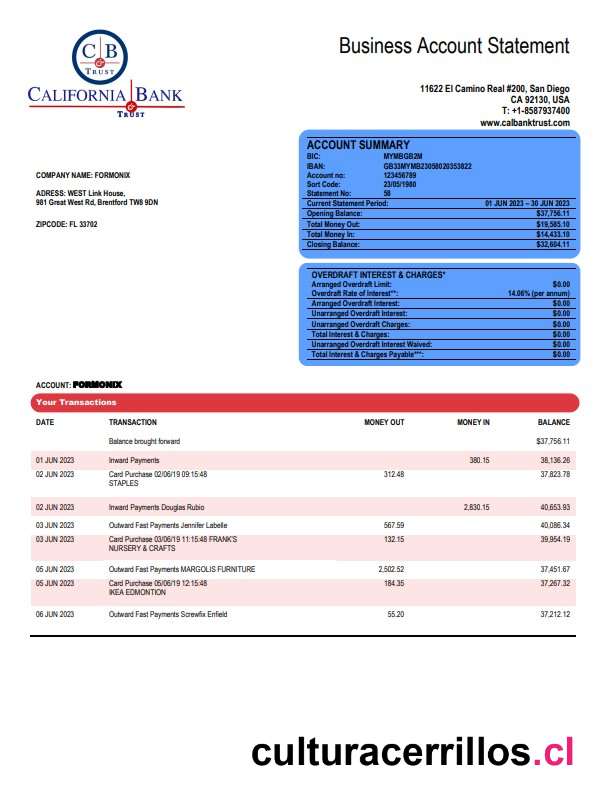 C B
&
TRUST
CALIFORNIA BANK
&
TRUST
Business Account Statement
11622 El Camino Real #200, San Diego
CA 92130, USA
T: +1-8587937400
www.calbanktrust.com
ACCOUNT SUMMARY
BIC: MYMBGB2M
IBAN: GB33MYMB23058020353822
Account no: 123456789
Sort Code: 23/05/1980
Statement No: 58
Current Statement Period: 01 JUN 2023 – 30 JUN 2023
Opening Balance: $37,756.11
Total Money Out: $19,585.10
Total Money In: $14,433.10
Closing Balance: $32,604.11
COMPANY NAME: FORMONIX
ADRESS: WEST Link House,
981 Great West Rd, Brentford TW8 9DN
ZIPCODE: FL 33702
OVERDRAFT INTEREST & CHARGES*
Arranged Overdraft Limit: $0.00
Overdraft Rate of Interest**: 14.06% (per annum)
Arranged Overdraft Interest: $0.00
Unarranged Overdraft Interest: $0.00
Unarranged Overdraft Charges: $0.00
Total Interest & Charges: $0.00
Unarranged Overdraft Interest Waived: $0.00
Total Interest & Charges Payable***: $0.00
ACCOUNT: FORMONIX
Your Transactions
DATE TRANSACTION MONEY OUT MONEY IN BALANCE
Balance brought forward $37,756.11
01 JUN 2023 Inward Payments 380.15 38,136.26
02 JUN 2023 Card Purchase 02/06/19 09:15:48 312.48 37,823.78
STAPLES
02 JUN 2023 Inward Payments Douglas Rubio 2,830.15 40,653.93
03 JUN 2023 Outward Fast Payments Jennifer Labelle 567.59 40,086.34
03 JUN 2023 Card Purchase 03/06/19 11:15:48 FRANK'S 132.15 39,954.19
NURSERY & CRAFTS
05 JUN 2023 Outward Fast Payments MARGOLIS FURNITURE 2,502.52 37,451.67
05 JUN 2023 Card Purchase 05/06/19 12:15:48 184.35 37,267.32
IKEA EDMONTION
06 JUN 2023 Outward Fast Payments Screwfix Enfield 55.20 37,212.12
culturacerrillos.cl